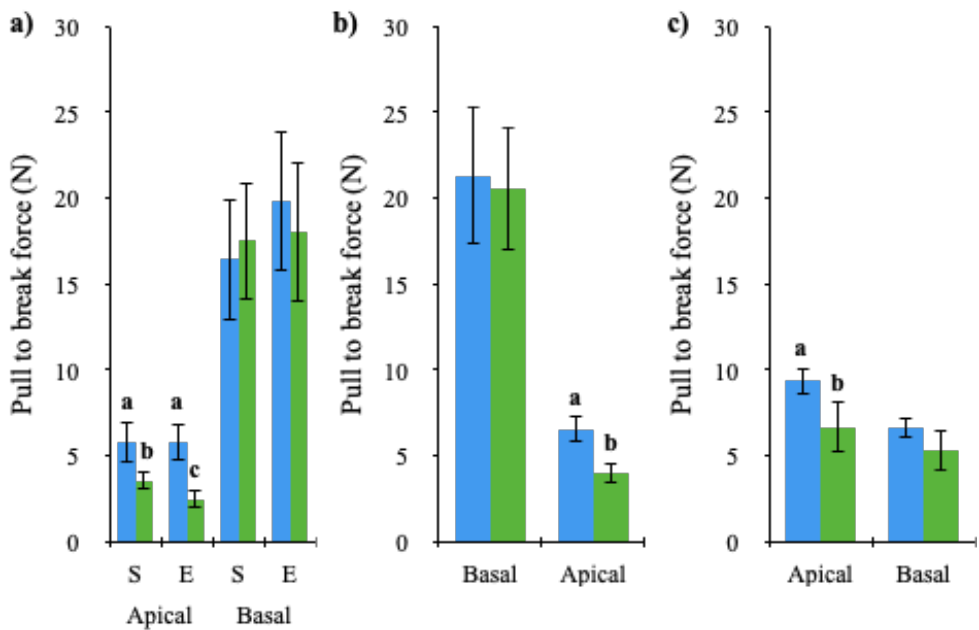 a)
Pull to break force (N)
30
25
20
15
10
5
0
a
b
a
c
S E S E
Apical Basal
b)
Pull to break force (N)
30
25
20
15
10
5
0
a
b
Basal Apical
c)
Pull to break force (N)
30
25
20
15
10
5
0
a
b
Apical Basal